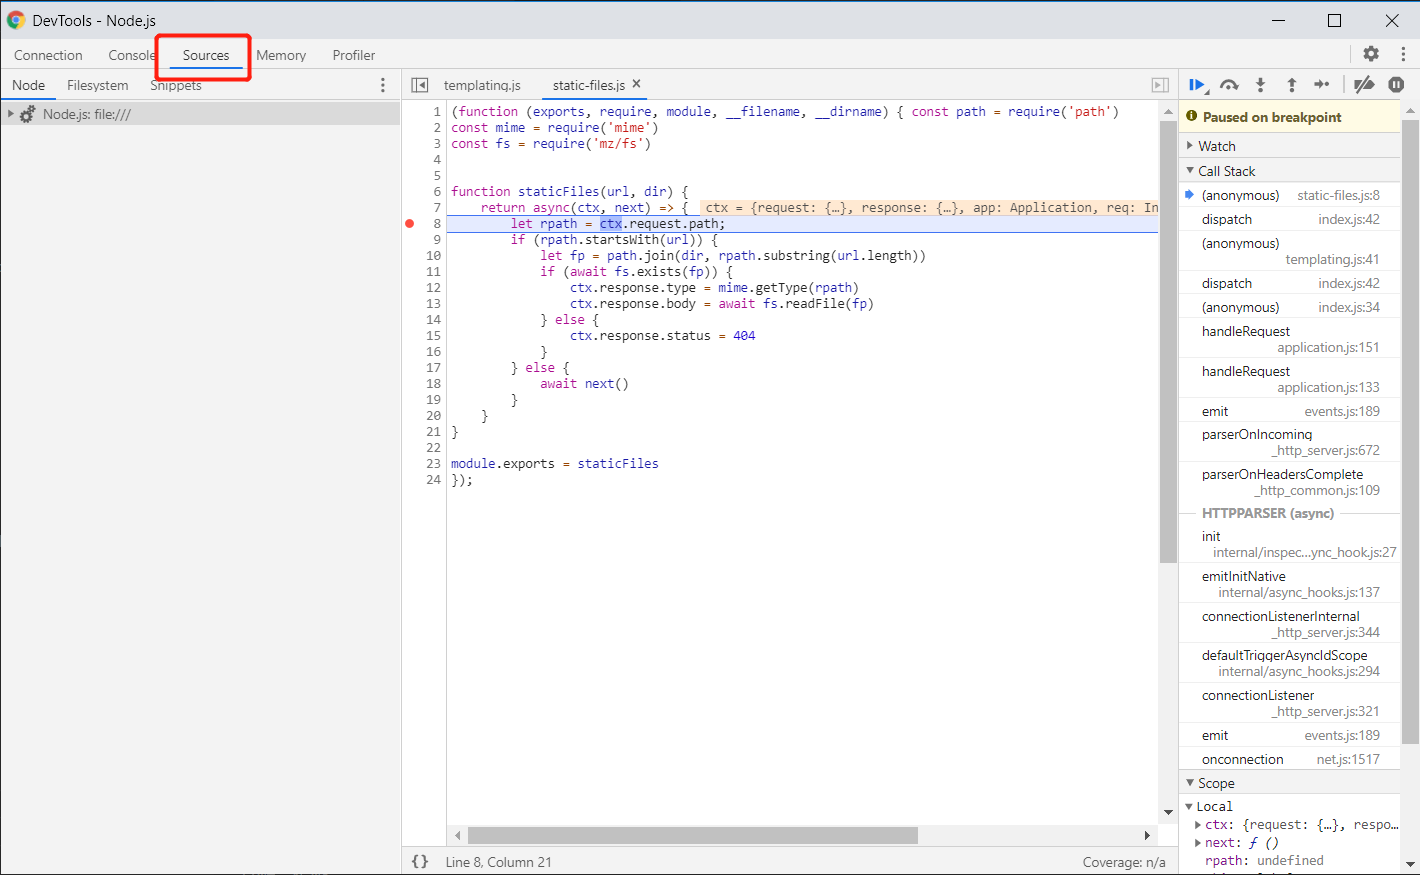 DevTools - Node.js
Connection Console Sources Memory Profiler
Node Filesystem Snippets
Node.js: file:///
templating.js static-files.js ×
1 (function (exports, require, module, __filename, __dirname) { const path = require('path')
2 const mime = require('mime')
3 const fs = require('mz/fs')
4
5
6 function staticFiles(url, dir) {
7 return async(ctx, next) => { ctx = {request: {…}, response: {…}, app: Application, req: In
8 let rpath = ctx.request.path;
9 if (rpath.startsWith(url)) {
10 let fp = path.join(dir, rpath.substring(url.length))
11 if (await fs.exists(fp)) {
12 ctx.response.type = mime.getType(rpath)
13 ctx.response.body = await fs.readFile(fp)
14 } else {
15 ctx.response.status = 404
16 }
17 } else {
18 await next()
19 }
20 }
21 }
22
23 module.exports = staticFiles
24 });
{} Line 8, Column 21 Coverage: n/a
Paused on breakpoint
Watch
Call Stack
(anonymous) static-files.js:8
dispatch index.js:42
(anonymous)
templating.js:41
dispatch index.js:42
(anonymous) index.js:34
handleRequest
application.js:151
handleRequest
application.js:133
emit events.js:189
parserOnIncoming
_http_server.js:672
parserOnHeadersComplete
_http_common.js:109
HTTPPARSER (async)
init
internal/inspec…ync_hook.js:27
emitInitNative
internal/async_hooks.js:137
connectionListenerInternal
_http_server.js:344
defaultTriggerAsyncIdScope
internal/async_hooks.js:294
connectionListener
_http_server.js:321
emit events.js:189
onconnection net.js:1517
Scope
Local
ctx: {request: {…}, respo…
next: ƒ ()
rpath: undefined